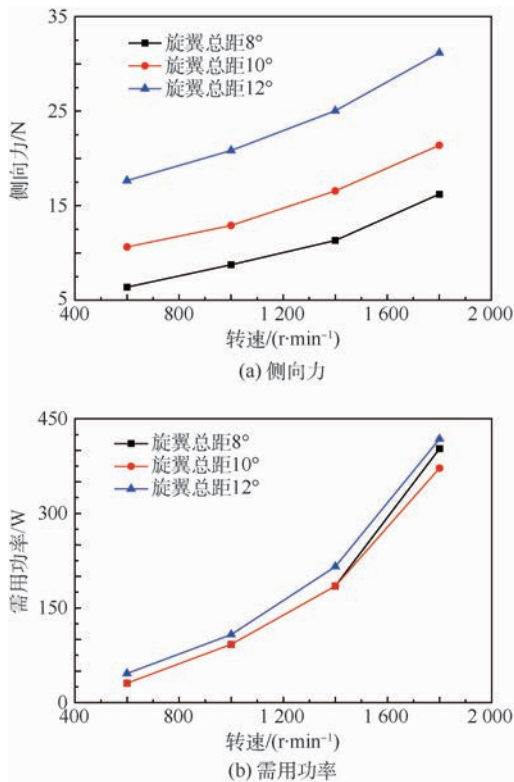 35
25
15
5
侧向力/N
旋翼总距8°
旋翼总距10°
旋翼总距12°
400 800 1 200 1 600 2 000
转速/(r·min⁻¹)
(a) 侧向力
450
300
150
0
需用功率/W
旋翼总距8°
旋翼总距10°
旋翼总距12°
400 800 1 200 1 600 2 000
转速/(r·min⁻¹)
(b) 需用功率